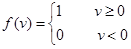 f(v) = { 1 v ≥ 0
0 v < 0